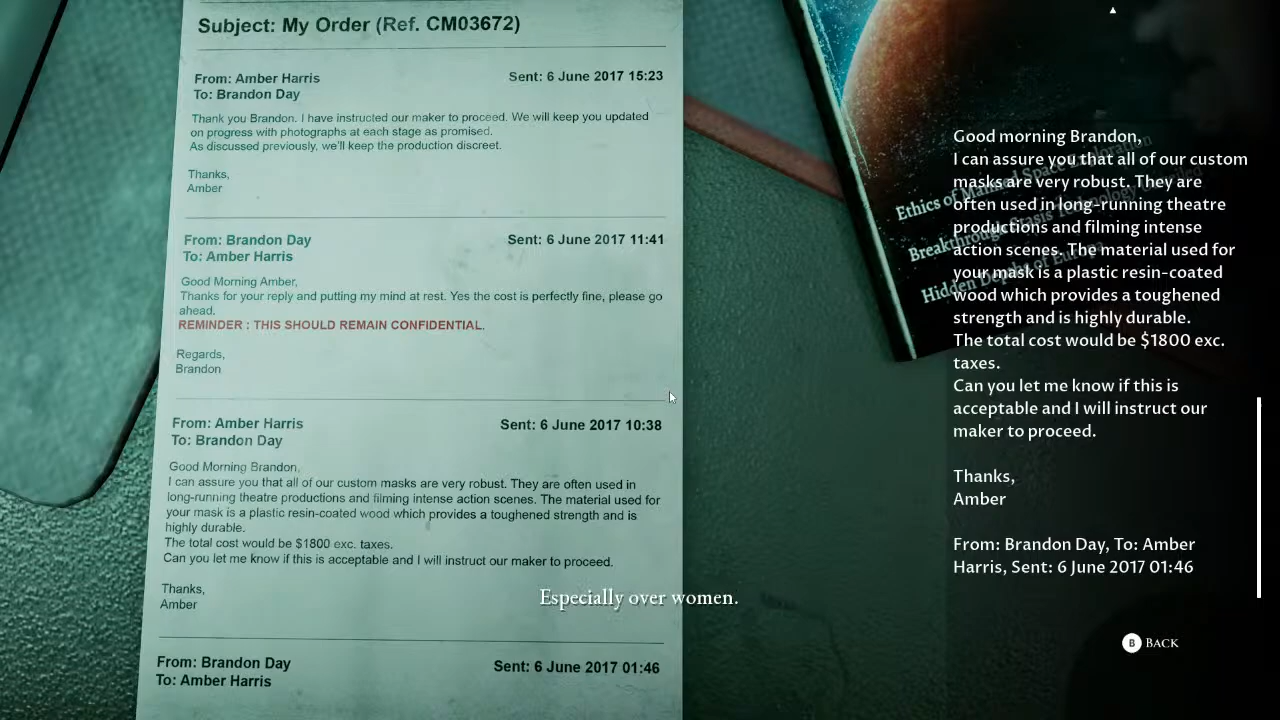 Subject: My Order (Ref. CM03672)
From: Amber Harris
Sent: 6 June 2017 15:23
To: Brandon Day
Thank you Brandon. I have instructed our maker to proceed. We will keep you updated
on progress with photographs at each stage as promised.
As discussed previously, we'll keep the production discreet.
Thanks,
Amber
From: Brandon Day
Sent: 6 June 2017 11:41
To: Amber Harris
Good Morning Amber,
Thanks for your reply and putting my mind at rest. Yes the cost is perfectly fine, please go
ahead.
REMINDER : THIS SHOULD REMAIN CONFIDENTIAL.
Regards,
Brandon
From: Amber Harris
Sent: 6 June 2017 10:38
To: Brandon Day
Good Morning Brandon,
I can assure you that all of our custom masks are very robust. They are often used in
long-running theatre productions and filming intense action scenes. The material used for
your mask is a plastic resin-coated wood which provides a toughened strength and is
highly durable.
The total cost would be $1800 exc. taxes.
Can you let me know if this is acceptable and I will instruct our maker to proceed.
Thanks,
Amber
From: Brandon Day
Sent: 6 June 2017 01:46
To: Amber Harris
Especially over women.
Ethics of Manned Space Exploration
Breakthrough Stasis Technology
Hidden Depths of Europa
Good morning Brandon,
I can assure you that all of our custom
masks are very robust. They are
often used in long-running theatre
productions and filming intense
action scenes. The material used for
your mask is a plastic resin-coated
wood which provides a toughened
strength and is highly durable.
The total cost would be $1800 exc.
taxes.
Can you let me know if this is
acceptable and I will instruct our
maker to proceed.
Thanks,
Amber
From: Brandon Day, To: Amber
Harris, Sent: 6 June 2017 01:46
B BACK